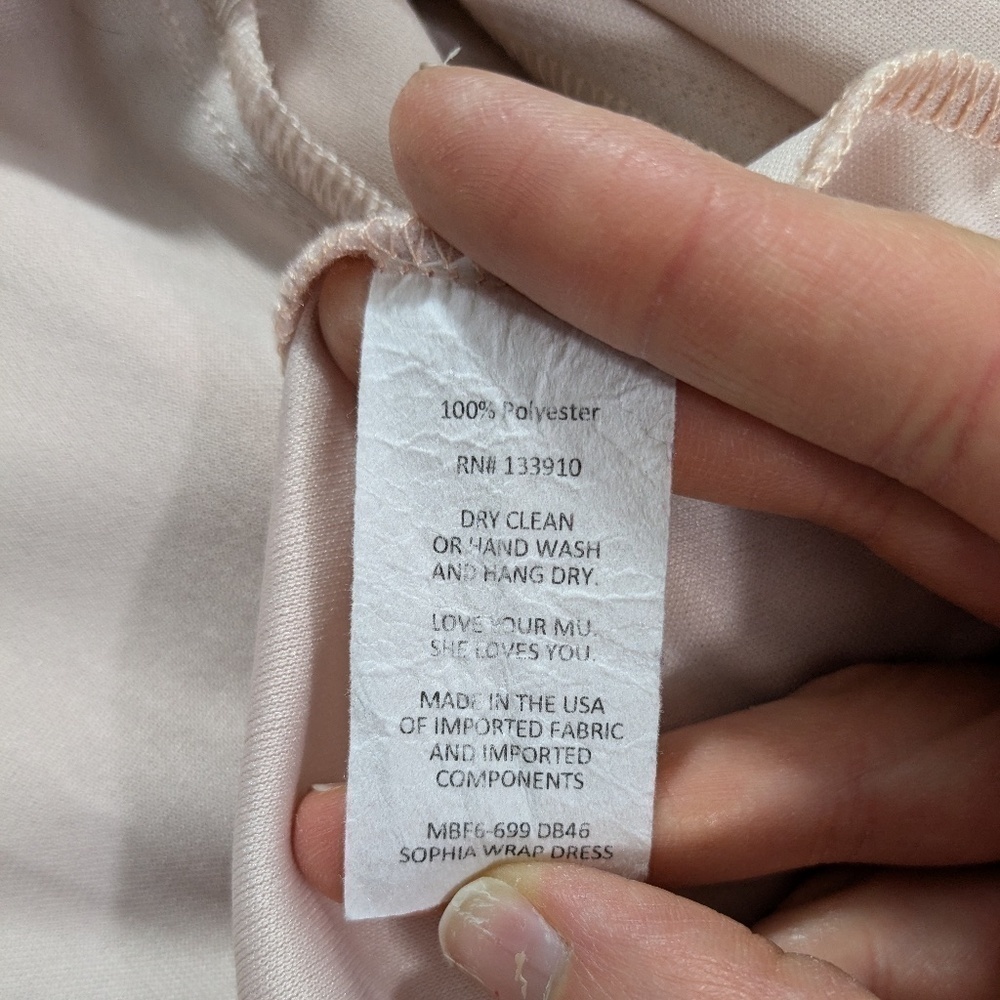 100% Polyester
RN# 133910
DRY CLEAN
OR HAND WASH
AND HANG DRY.
LOVE YOUR MU.
SHE LOVES YOU.
MADE IN THE USA
OF IMPORTED FABRIC
AND IMPORTED
COMPONENTS
MBF6-699 DB46
SOPHIA WRAP DRESS